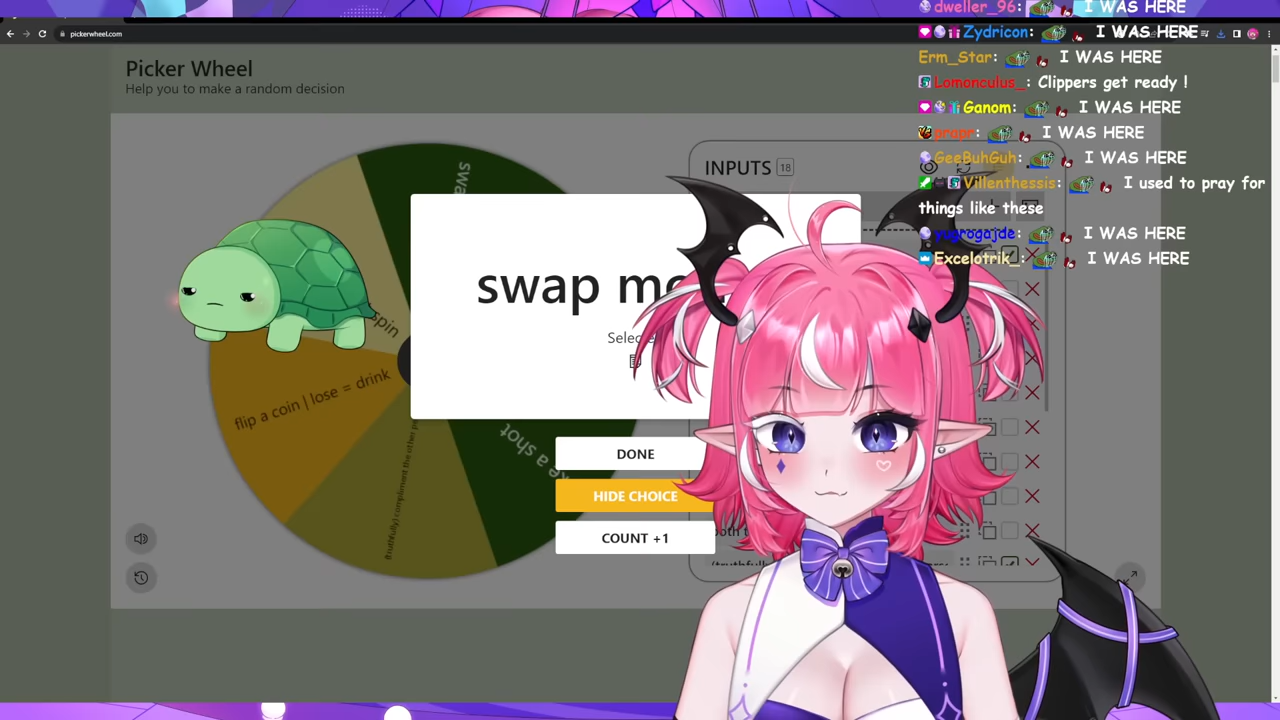 pickerwheel.com
Picker Wheel
Help you to make a random decision
INPUTS 18
swap
DONE
HIDE CHOICE
COUNT +1
spin
flip a coin | lose = drink
a shot
dweller_96: I WAS HERE
Zydricon: I WAS HERE
Erm_Star: I WAS HERE
Lomonculus_: Clippers get ready !
Ganom: I WAS HERE
prapr: I WAS HERE
GeeBuhGuh: I WAS HERE
Villenthessis: I used to pray for
things like these
yugrogajde: I WAS HERE
Excelotrik_: I WAS HERE